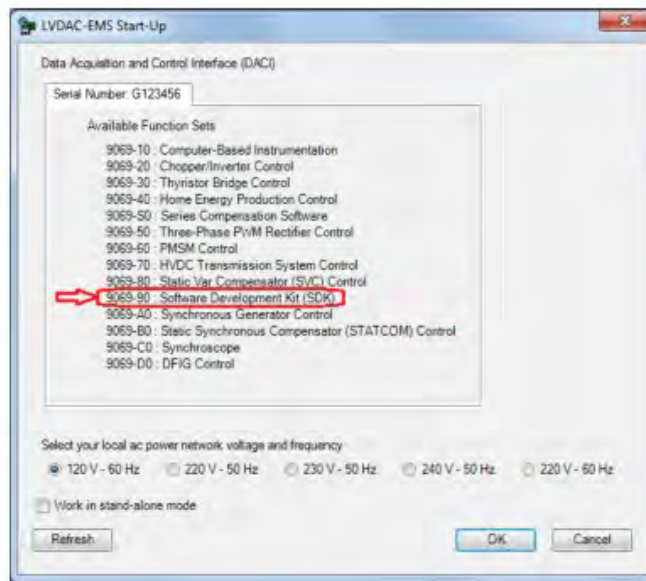 LVDAC-EMS Start-Up
Data Acquisition and Control Interface (DACI)
Serial Number: G123456
Available Function Sets
9069-10 : Computer-Based Instrumentation
9069-20 : Chopper/Inverter Control
9069-30 : Thyristor Bridge Control
9069-40 : Home Energy Production Control
9069-S0 : Series Compensation Software
9069-50 : Three-Phase PWM Rectifier Control
9069-60 : PMSM Control
9069-70 : HVDC Transmission System Control
9069-80 : Static Var Compensator (SVC) Control
9069-90 : Software Development Kit (SDK)
9069-A0 : Synchronous Generator Control
9069-B0 : Static Synchronous Compensator (STATCOM) Control
9069-C0 : Synchroscope
9069-D0 : DFIG Control
Select your local ac power network voltage and frequency
120 V - 60 Hz 220 V - 50 Hz 230 V - 50 Hz 240 V - 50 Hz 220 V - 60 Hz
Work in stand-alone mode
Refresh OK Cancel